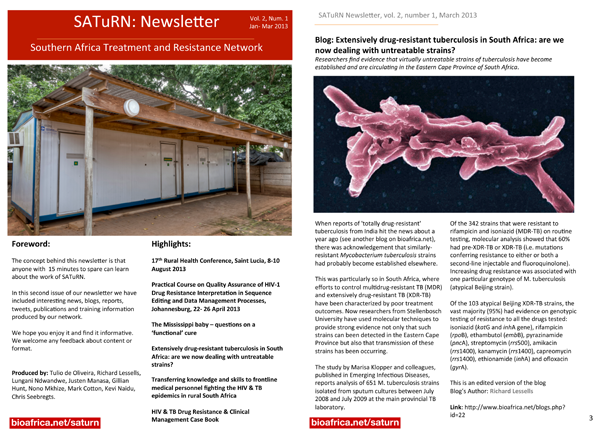 SATuRN: Newsletter
Vol. 2, Num. 1
Jan- Mar 2013
Southern Africa Treatment and Resistance Network
Foreword:
The concept behind this newsletter is that
anyone with 15 minutes to spare can learn
about the work of SATuRN.
In this second issue of our newsletter we have
included interesting news, blogs, reports,
tweets, publications and training information
produced by our network.
We hope you enjoy it and find it informative.
We welcome any feedback about content or
format.
Produced by: Tulio de Oliveira, Richard Lessells,
Lungani Ndwandwe, Justen Manasa, Gillian
Hunt, Nono Mkhize, Mark Cotton, Kevi Naidu,
Chris Seebregts.
bioafrica.net/saturn
Highlights:
17th Rural Health Conference, Saint Lucia, 8-10
August 2013
Practical Course on Quality Assurance of HIV-1
Drug Resistance Interpretation in Sequence
Editing and Data Management Processes,
Johannesburg, 22- 26 April 2013
The Mississippi baby – questions on a
'functional' cure
Extensively drug-resistant tuberculosis in South
Africa: are we now dealing with untreatable
strains?
Transferring knowledge and skills to frontline
medical personnel fighting the HIV & TB
epidemics in rural South Africa
HIV & TB Drug Resistance & Clinical
Management Case Book
SATuRN Newsletter, vol. 2, number 1, March 2013
Blog: Extensively drug-resistant tuberculosis in South Africa: are we
now dealing with untreatable strains?
Researchers find evidence that virtually untreatable strains of tuberculosis have become
established and are circulating in the Eastern Cape Province of South Africa.
When reports of 'totally drug-resistant'
tuberculosis from India hit the news about a
year ago (see another blog on bioafrica.net),
there was acknowledgement that similarly-
resistant Mycobacterium tuberculosis strains
had probably become established elsewhere.
This was particularly so in South Africa, where
efforts to control multidrug-resistant TB (MDR)
and extensively drug-resistant TB (XDR-TB)
have been characterized by poor treatment
outcomes. Now researchers from Stellenbosch
University have used molecular techniques to
provide strong evidence not only that such
strains can been detected in the Eastern Cape
Province but also that transmission of these
strains has been occurring.
The study by Marisa Klopper and colleagues,
published in Emerging Infectious Diseases,
reports analysis of 651 M. tuberculosis strains
isolated from sputum cultures between July
2008 and July 2009 at the main provincial TB
laboratory.
bioafrica.net/saturn
Of the 342 strains that were resistant to
rifampicin and isoniazid (MDR-TB) on routine
testing, molecular analysis showed that 60%
had pre-XDR-TB or XDR-TB (i.e. mutations
conferring resistance to either or both a
second-line injectable and fluoroquinolone).
Increasing drug resistance was associated with
one particular genotype of M. tuberculosis
(atypical Beijing strain).
Of the 103 atypical Beijing XDR-TB strains, the
vast majority (95%) had evidence on genotypic
testing of resistance to all the drugs tested:
isoniazid (katG and inhA gene), rifampicin
(rpoB), ethambutol (embB), pyrazinamide
(pncA), streptomycin (rrs500), amikacin
(rrs1400), kanamycin (rrs1400), capreomycin
(rrs1400), ethionamide (inhA) and ofloxacin
(gyrA).
This is an edited version of the blog
Blog's Author: Richard Lessells
Link: http://www.bioafrica.net/blogs.php?
id=22
3